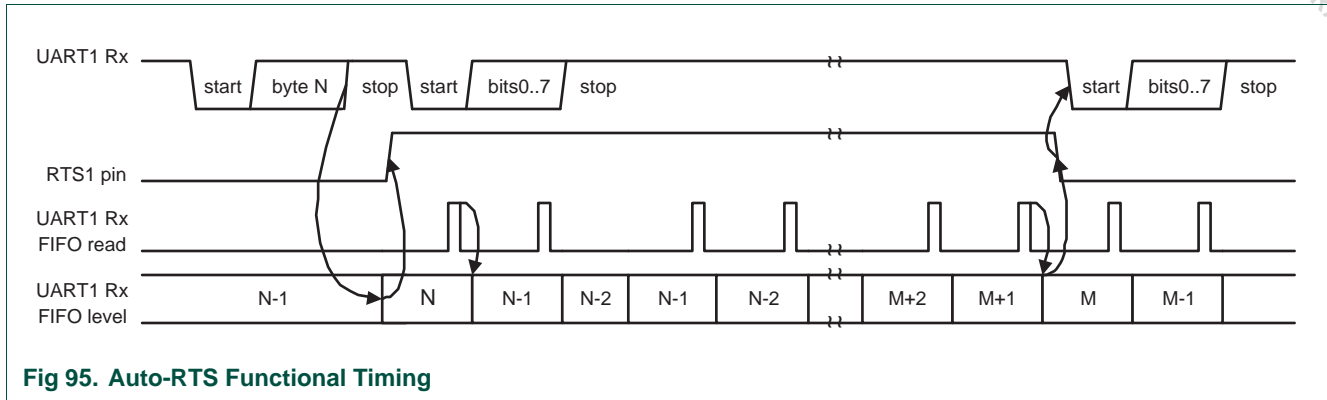 UART1 Rx
start byte N stop start bits0..7 stop start bits0..7 stop
RTS1 pin
UART1 Rx
FIFO read
UART1 Rx
FIFO level
N-1 N N-1 N-2 N-1 N-2 M+2 M+1 M M-1
Fig 95. Auto-RTS Functional Timing